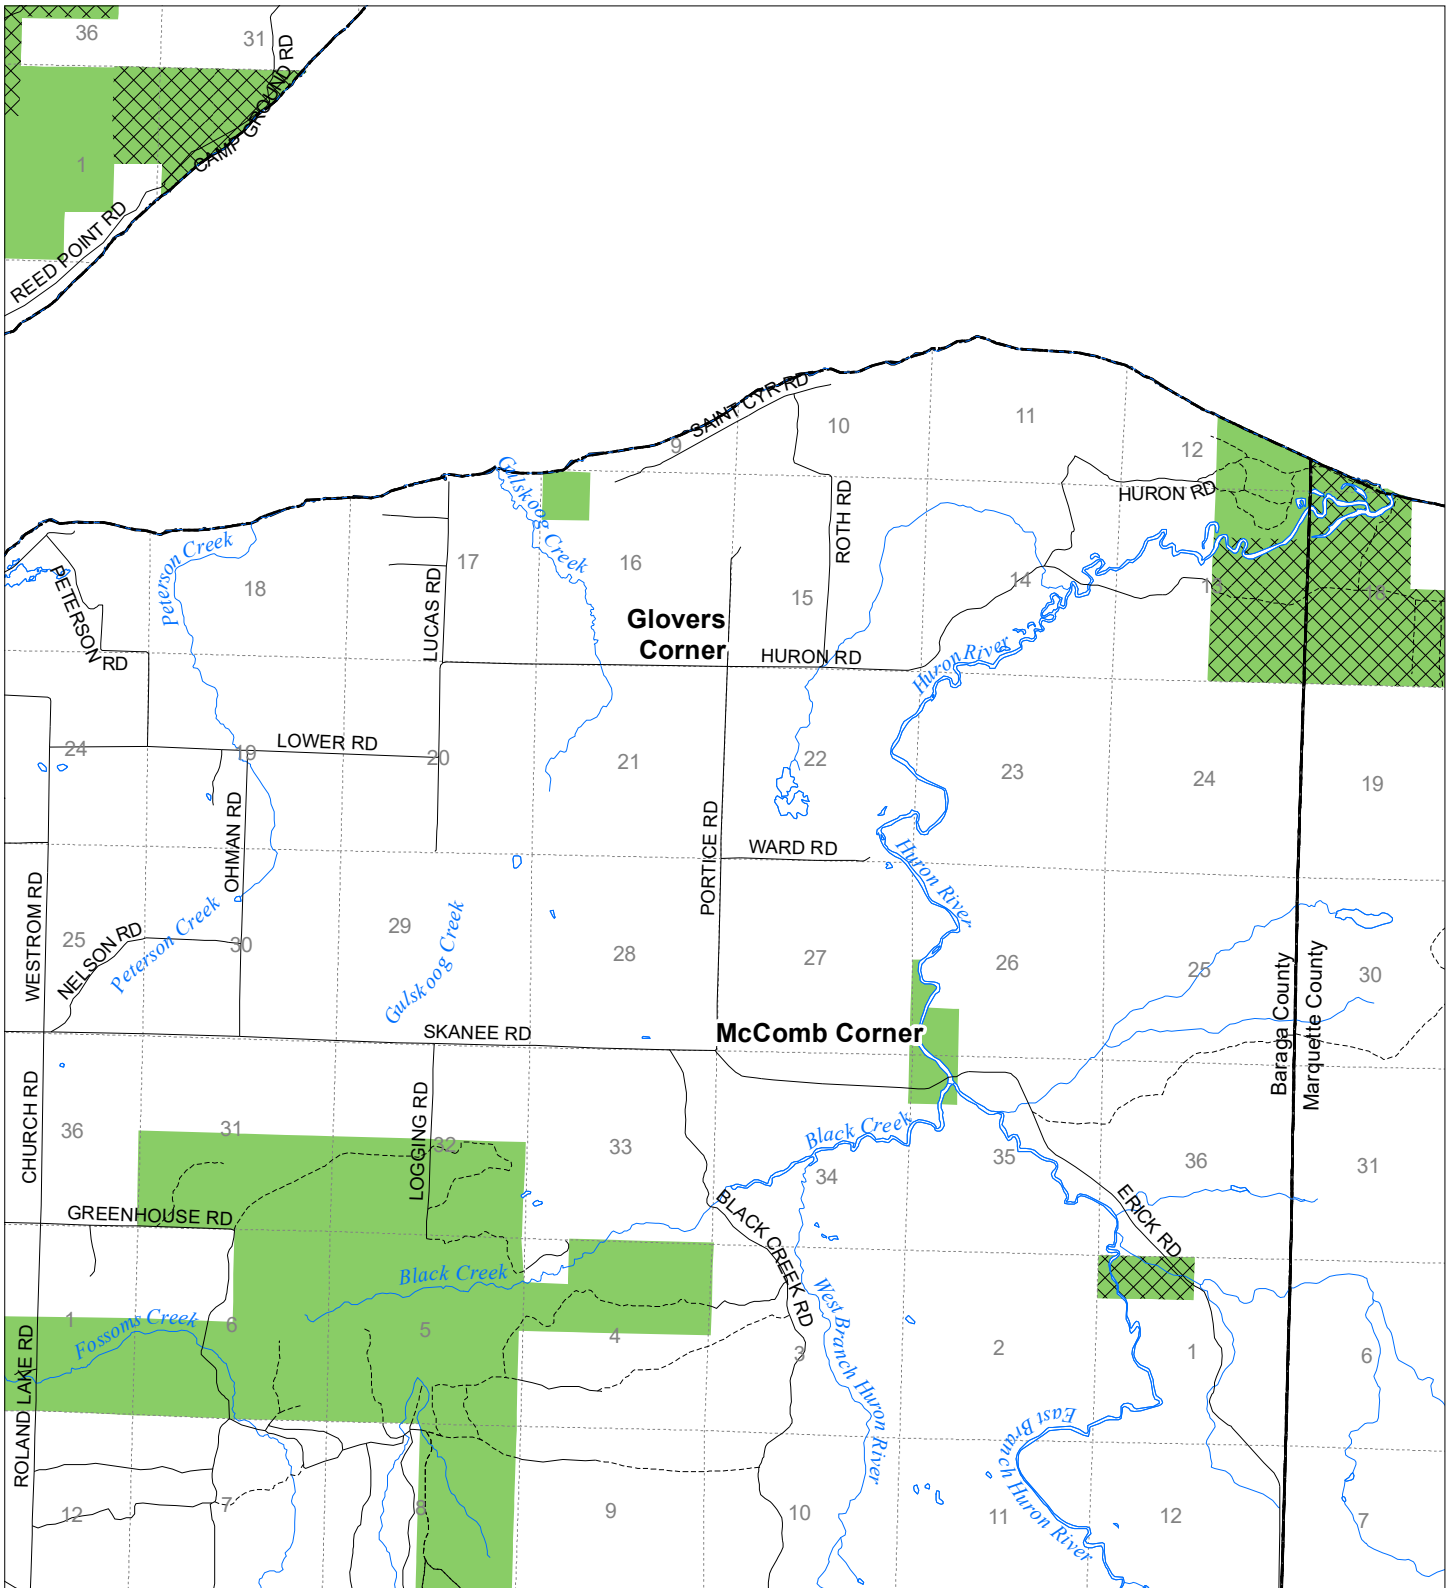 36
31
CAMP GROUND RD
1
REED POINT RD
SAINT CYR RD
9
10
11
12
HURON RD
Gulskoog Creek
Peterson Creek
PETERSON RD
18
LUCAS RD
17
16
ROTH RD
15
14
13
18
Glovers
Corner
HURON RD
Huron River
24
19
LOWER RD
20
21
22
23
24
19
OHMAN RD
PORTICE RD
WARD RD
Huron River
WESTROM RD
25
NELSON RD
Peterson Creek
30
29
Gulskoog Creek
28
27
26
25
30
Baraga County
Marquette County
SKANEE RD
McComb Corner
CHURCH RD
36
31
LOGGING RD
32
33
Black Creek
34
35
36
31
GREENHOUSE RD
BLACK CREEK RD
ERICK RD
Black Creek
West Branch Huron River
ROLAND LAKE RD
1
Fossoms Creek
6
5
4
3
2
1
6
East Branch Huron River
12
7
8
9
10
11
12
7